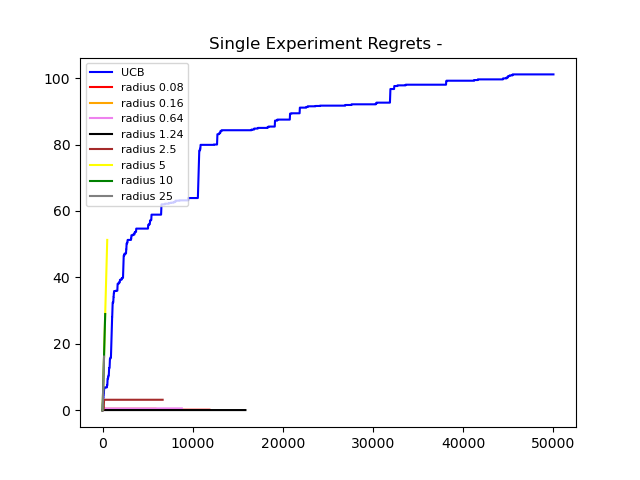 Single Experiment Regrets -
UCB
radius 0.08
radius 0.16
radius 0.64
radius 1.24
radius 2.5
radius 5
radius 10
radius 25
100
80
60
40
20
0
0 10000 20000 30000 40000 50000